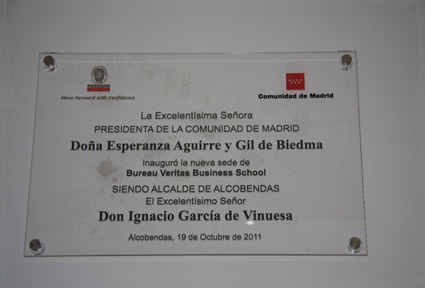 BUREAU VERITAS
Move Forward with Confidence
Comunidad de Madrid
La Excelentísima Señora
PRESIDENTA DE LA COMUNIDAD DE MADRID
Doña Esperanza Aguirre y Gil de Biedma
Inauguró la nueva sede de
Bureau Veritas Business School
SIENDO ALCALDE DE ALCOBENDAS
El Excelentísimo Señor
Don Ignacio García de Vinuesa
Alcobendas, 19 de Octubre de 2011